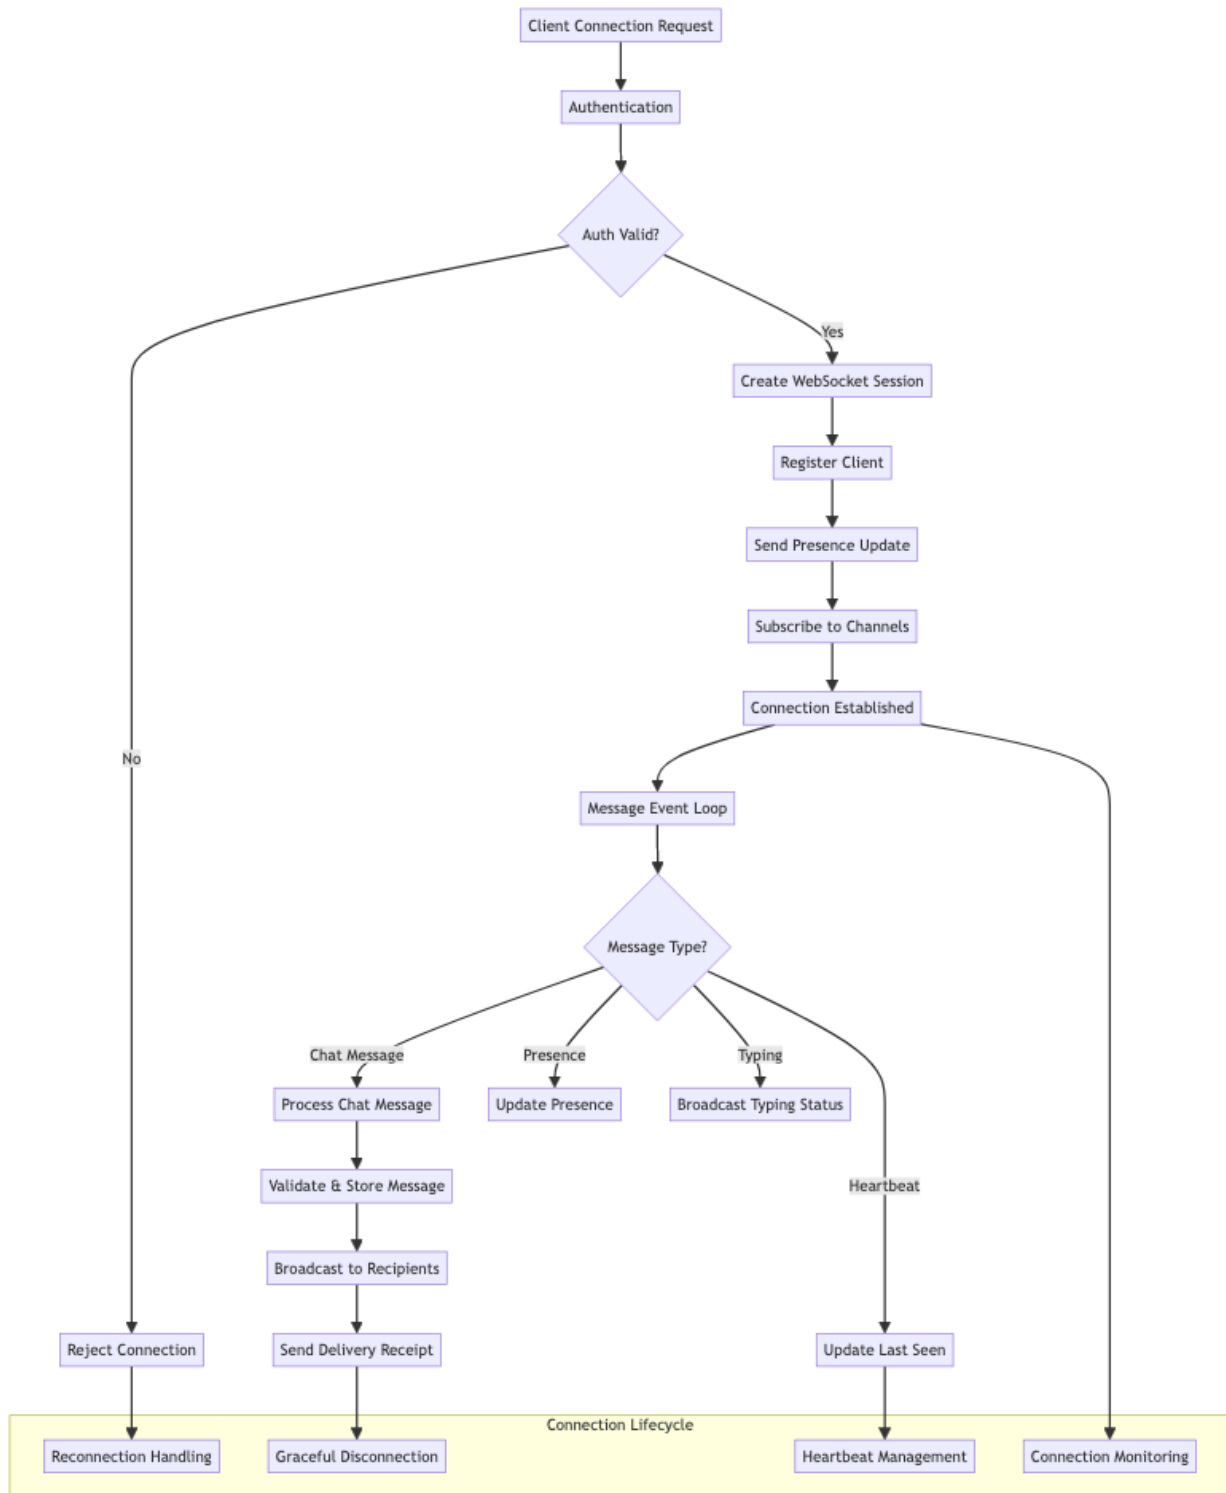 Client Connection Request
Authentication
Auth Valid?
Yes
Create WebSocket Session
Register Client
Send Presence Update
Subscribe to Channels
Connection Established
No
Message Event Loop
Message Type?
Chat Message
Presence
Typing
Process Chat Message
Update Presence
Broadcast Typing Status
Validate & Store Message
Heartbeat
Broadcast to Recipients
Reject Connection
Send Delivery Receipt
Update Last Seen
Connection Lifecycle
Reconnection Handling
Graceful Disconnection
Heartbeat Management
Connection Monitoring